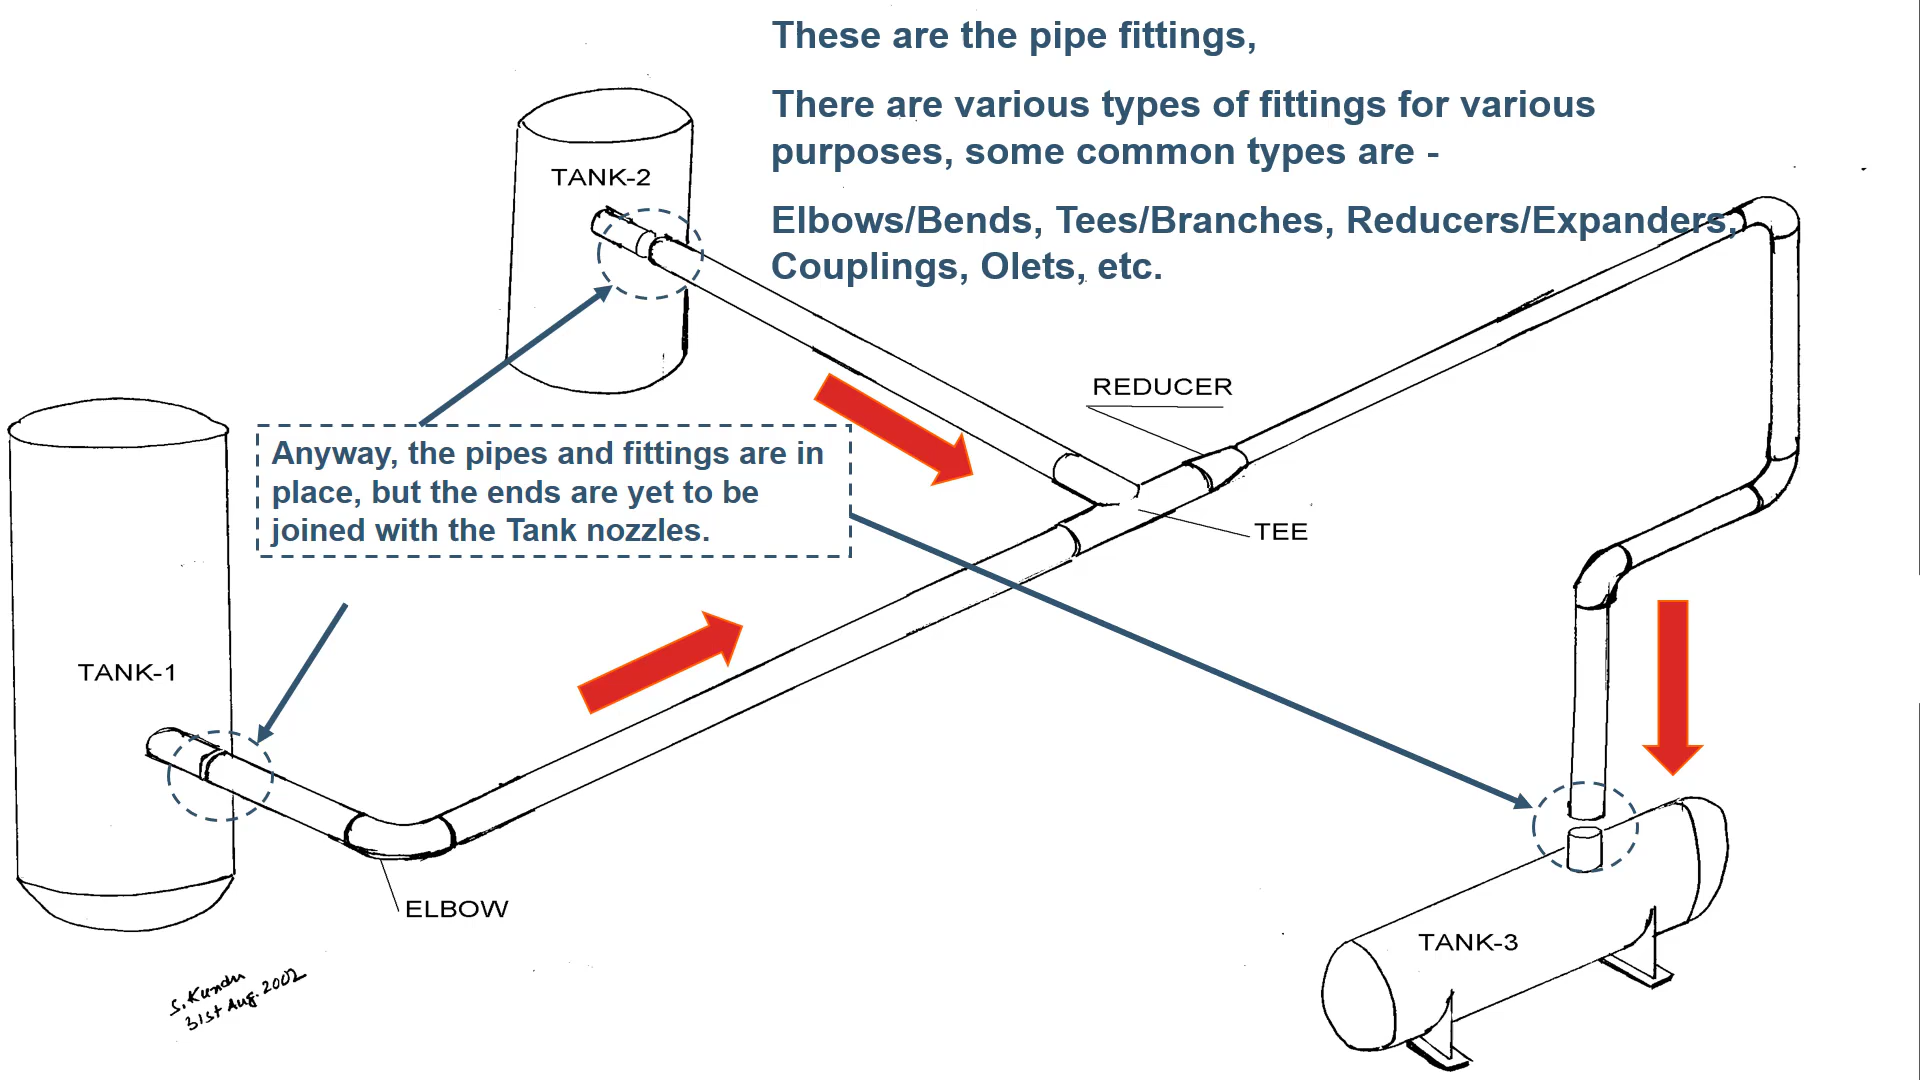 These are the pipe fittings,
There are various types of fittings for various
purposes, some common types are -
Elbows/Bends, Tees/Branches, Reducers/Expanders,
Couplings, Olets, etc.
TANK-2
REDUCER
Anyway, the pipes and fittings are in
place, but the ends are yet to be
joined with the Tank nozzles.
TEE
TANK-1
ELBOW
TANK-3
S. Kundu
31st Aug. 2002